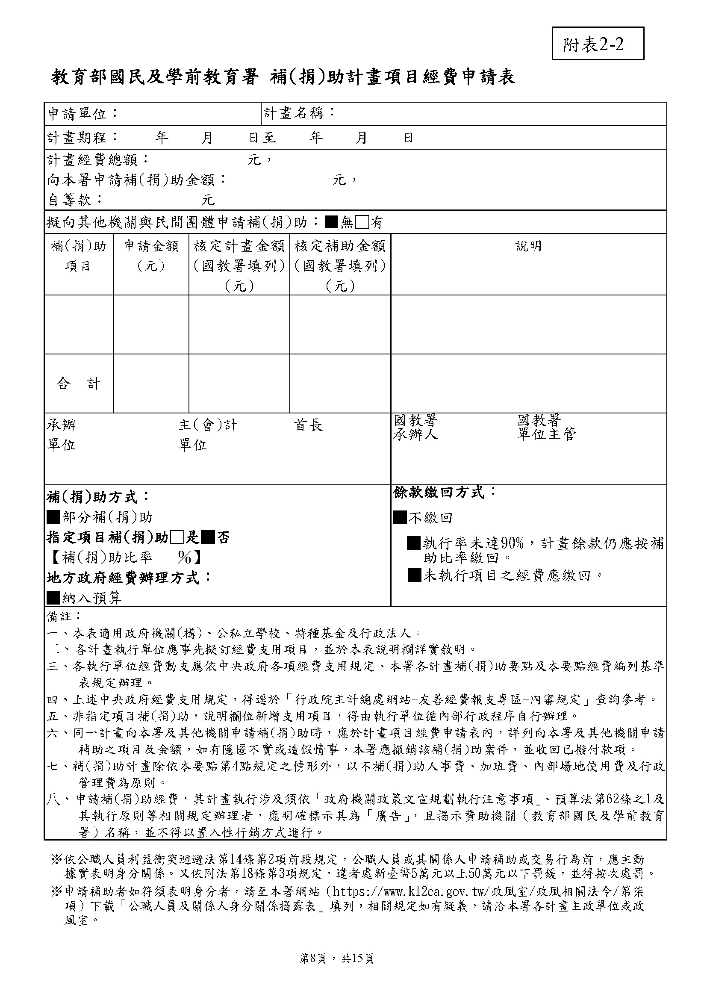 附表2-2
教育部國民及學前教育署 補(捐)助計畫項目經費申請表
申請單位： 計畫名稱：
計畫期程： 年 月 日至 年 月 日
計畫經費總額： 元，
向本署申請補(捐)助金額： 元，
自籌款： 元
擬向其他機關與民間團體申請補(捐)助：■無□有
補(捐)助
項目
申請金額
(元)
核定計畫金額
(國教署填列)
(元)
核定補助金額
(國教署填列)
(元)
說明
合 計
承辦
單位
主(會)計
單位
首長
國教署
承辦人
國教署
單位主管
補(捐)助方式：
■部分補(捐)助
指定項目補(捐)助□是■否
【補(捐)助比率 %】
地方政府經費辦理方式：
■納入預算
餘款繳回方式：
■不繳回
■執行率未達90%，計畫餘款仍應按補
助比率繳回。
■未執行項目之經費應繳回。
備註：
一、本表適用政府機關(構)、公私立學校、特種基金及行政法人。
二、各計畫執行單位應事先擬訂經費支用項目，並於本表說明欄詳實敘明。
三、各執行單位經費動支應依中央政府各項經費支用規定、本署各計畫補(捐)助要點及本要點經費編列基準
表規定辦理。
四、上述中央政府經費支用規定，得逕於「行政院主計總處網站-友善經費報支專區-內審規定」查詢參考。
五、非指定項目補(捐)助，說明欄位新增支用項目，得由執行單位循內部行政程序自行辦理。
六、同一計畫向本署及其他機關申請補(捐)助時，應於計畫項目經費申請表內，詳列向本署及其他機關申請
補助之項目及金額，如有隱匿不實或造假情事，本署應撤銷該補(捐)助案件，並收回已撥付款項。
七、補(捐)助計畫除依本要點第4點規定之情形外，以不補(捐)助人事費、加班費、內部場地使用費及行政
管理費為原則。
八、申請補(捐)助經費，其計畫執行涉及須依「政府機關政策文宣規劃執行注意事項」、預算法第62條之1及
其執行原則等相關規定辦理者，應明確標示其為「廣告」，且揭示贊助機關（教育部國民及學前教育
署）名稱，並不得以置入性行銷方式進行。
※依公職人員利益衝突迴避法第14條第2項前段規定，公職人員或其關係人申請補助或交易行為前，應主動
據實表明身分關係。又依同法第18條第3項規定，違者處新臺幣5萬元以上50萬元以下罰鍰，並得按次處罰。
※申請補助者如符須表明身分者，請至本署網站（https://www.k12ea.gov.tw/政風室/政風相關法令/第柒
項）下載「公職人員及關係人身分關係揭露表」填列，相關規定如有疑義，請洽本署各計畫主政單位或政
風室。
第8頁，共15頁